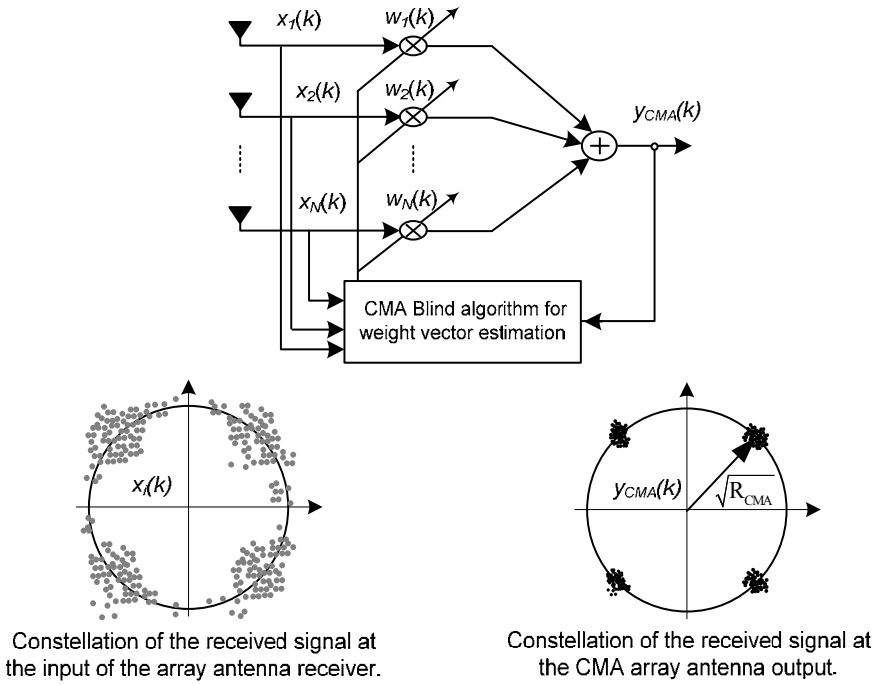 x1(k)
w1(k)
x2(k)
w2(k)
yCMA(k)
xN(k)
wN(k)
CMA Blind algorithm for
weight vector estimation
xi(k)
yCMA(k)
√RCMA
Constellation of the received signal at
the input of the array antenna receiver.
Constellation of the received signal at
the CMA array antenna output.